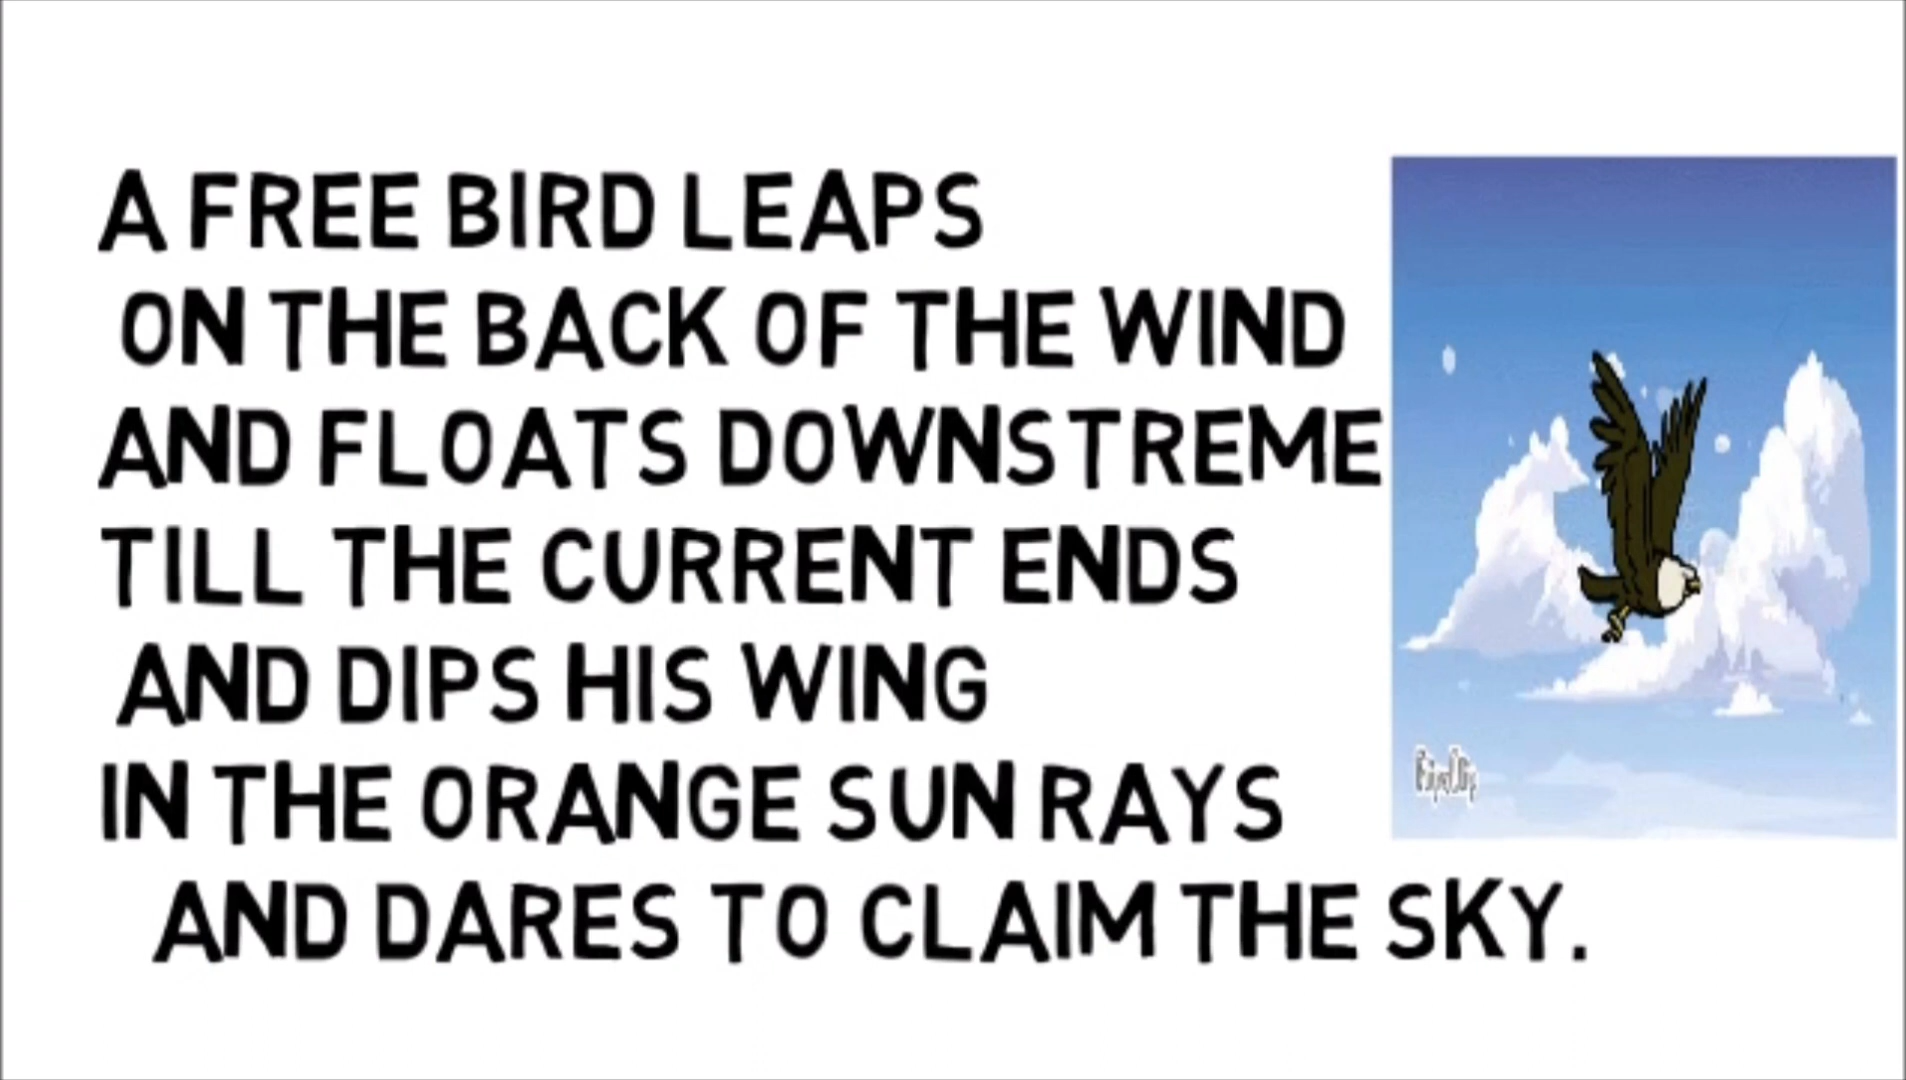 A FREE BIRD LEAPS
ON THE BACK OF THE WIND
AND FLOATS DOWNSTREME
TILL THE CURRENT ENDS
AND DIPS HIS WING
IN THE ORANGE SUN RAYS
AND DARES TO CLAIM THE SKY.